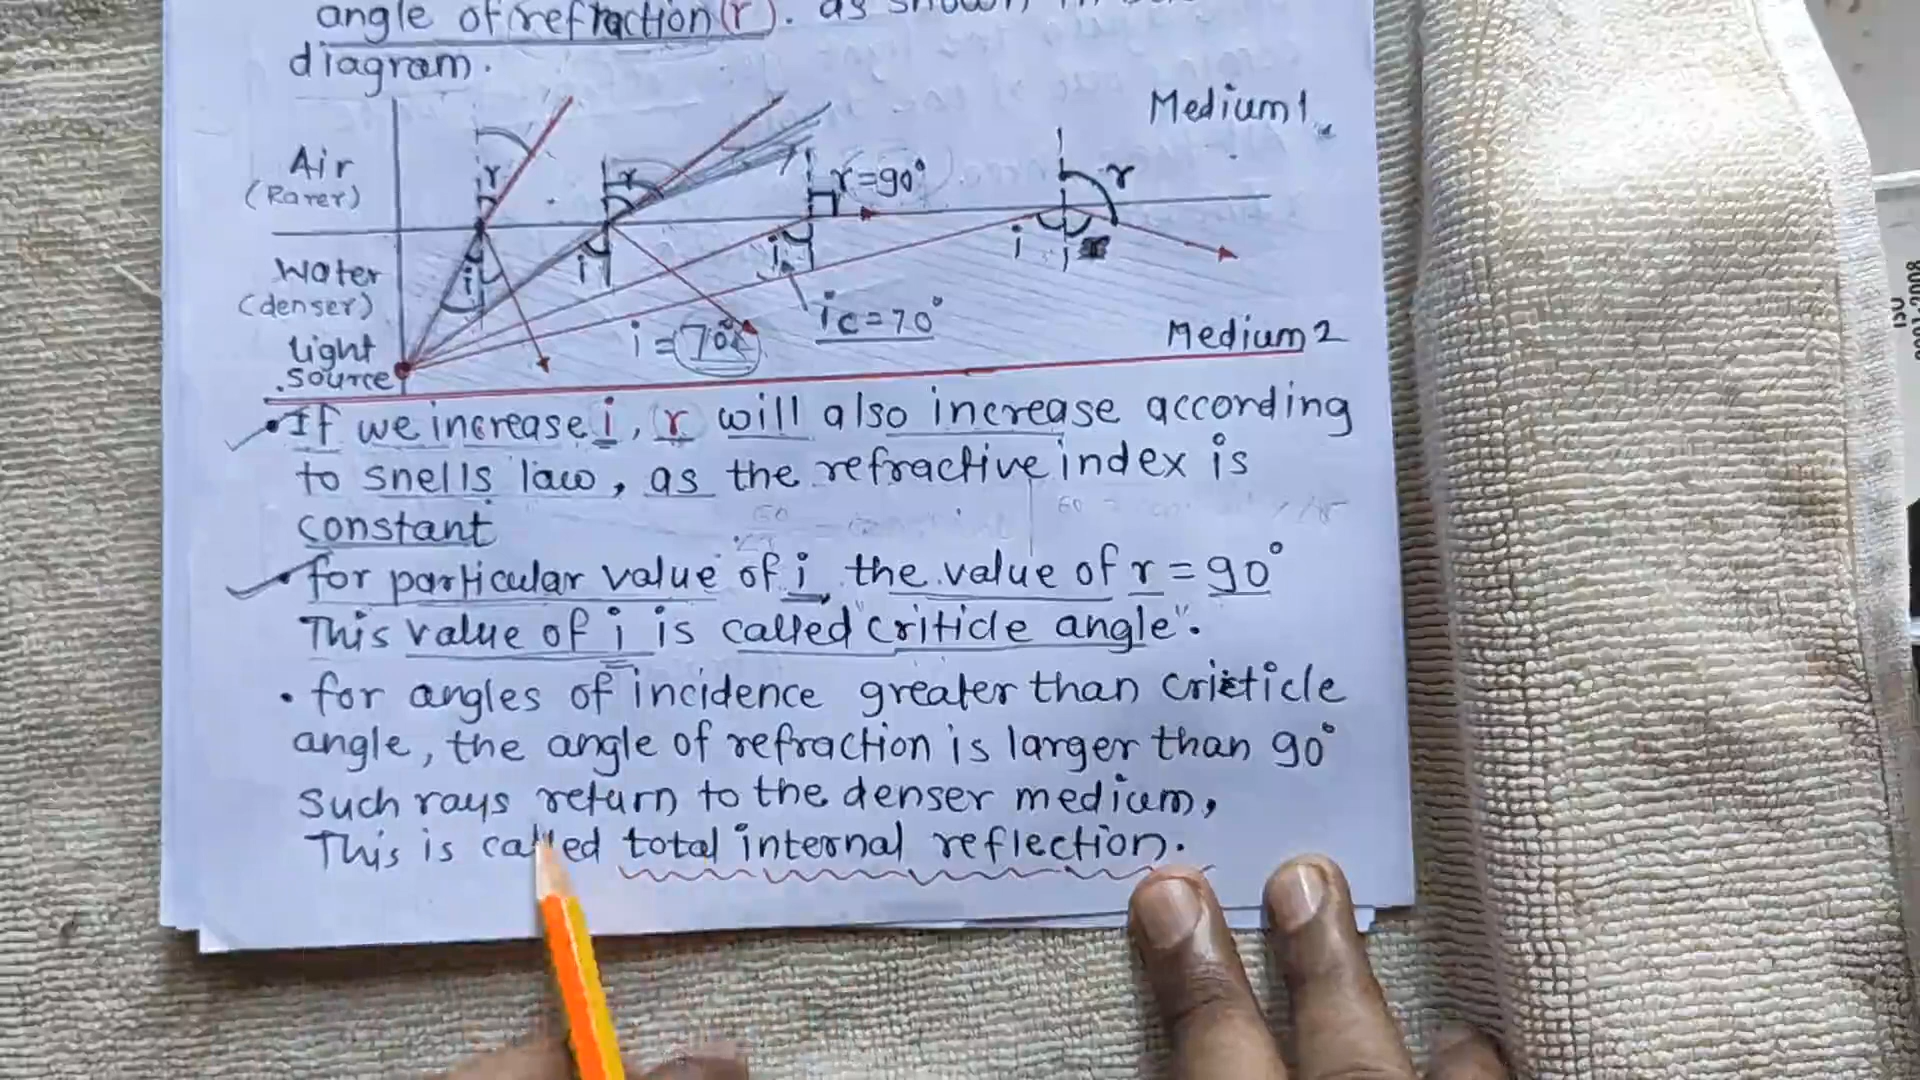 angle of refraction(r). as shown in
diagram.
Medium 1
Air
(Rarer)
r
r
r=90°
r
Water
(denser)
i
i
i
i
ic=70°
i=70°
Medium 2
Light
source
• If we increase i, r will also increase according
to snells law, as the refractive index is
constant
• for particular value of i, the value of r = 90°
This value of i is called "criticle angle".
• for angles of incidence greater than criticle
angle, the angle of refraction is larger than 90°
Such rays return to the denser medium,
This is called total internal reflection.